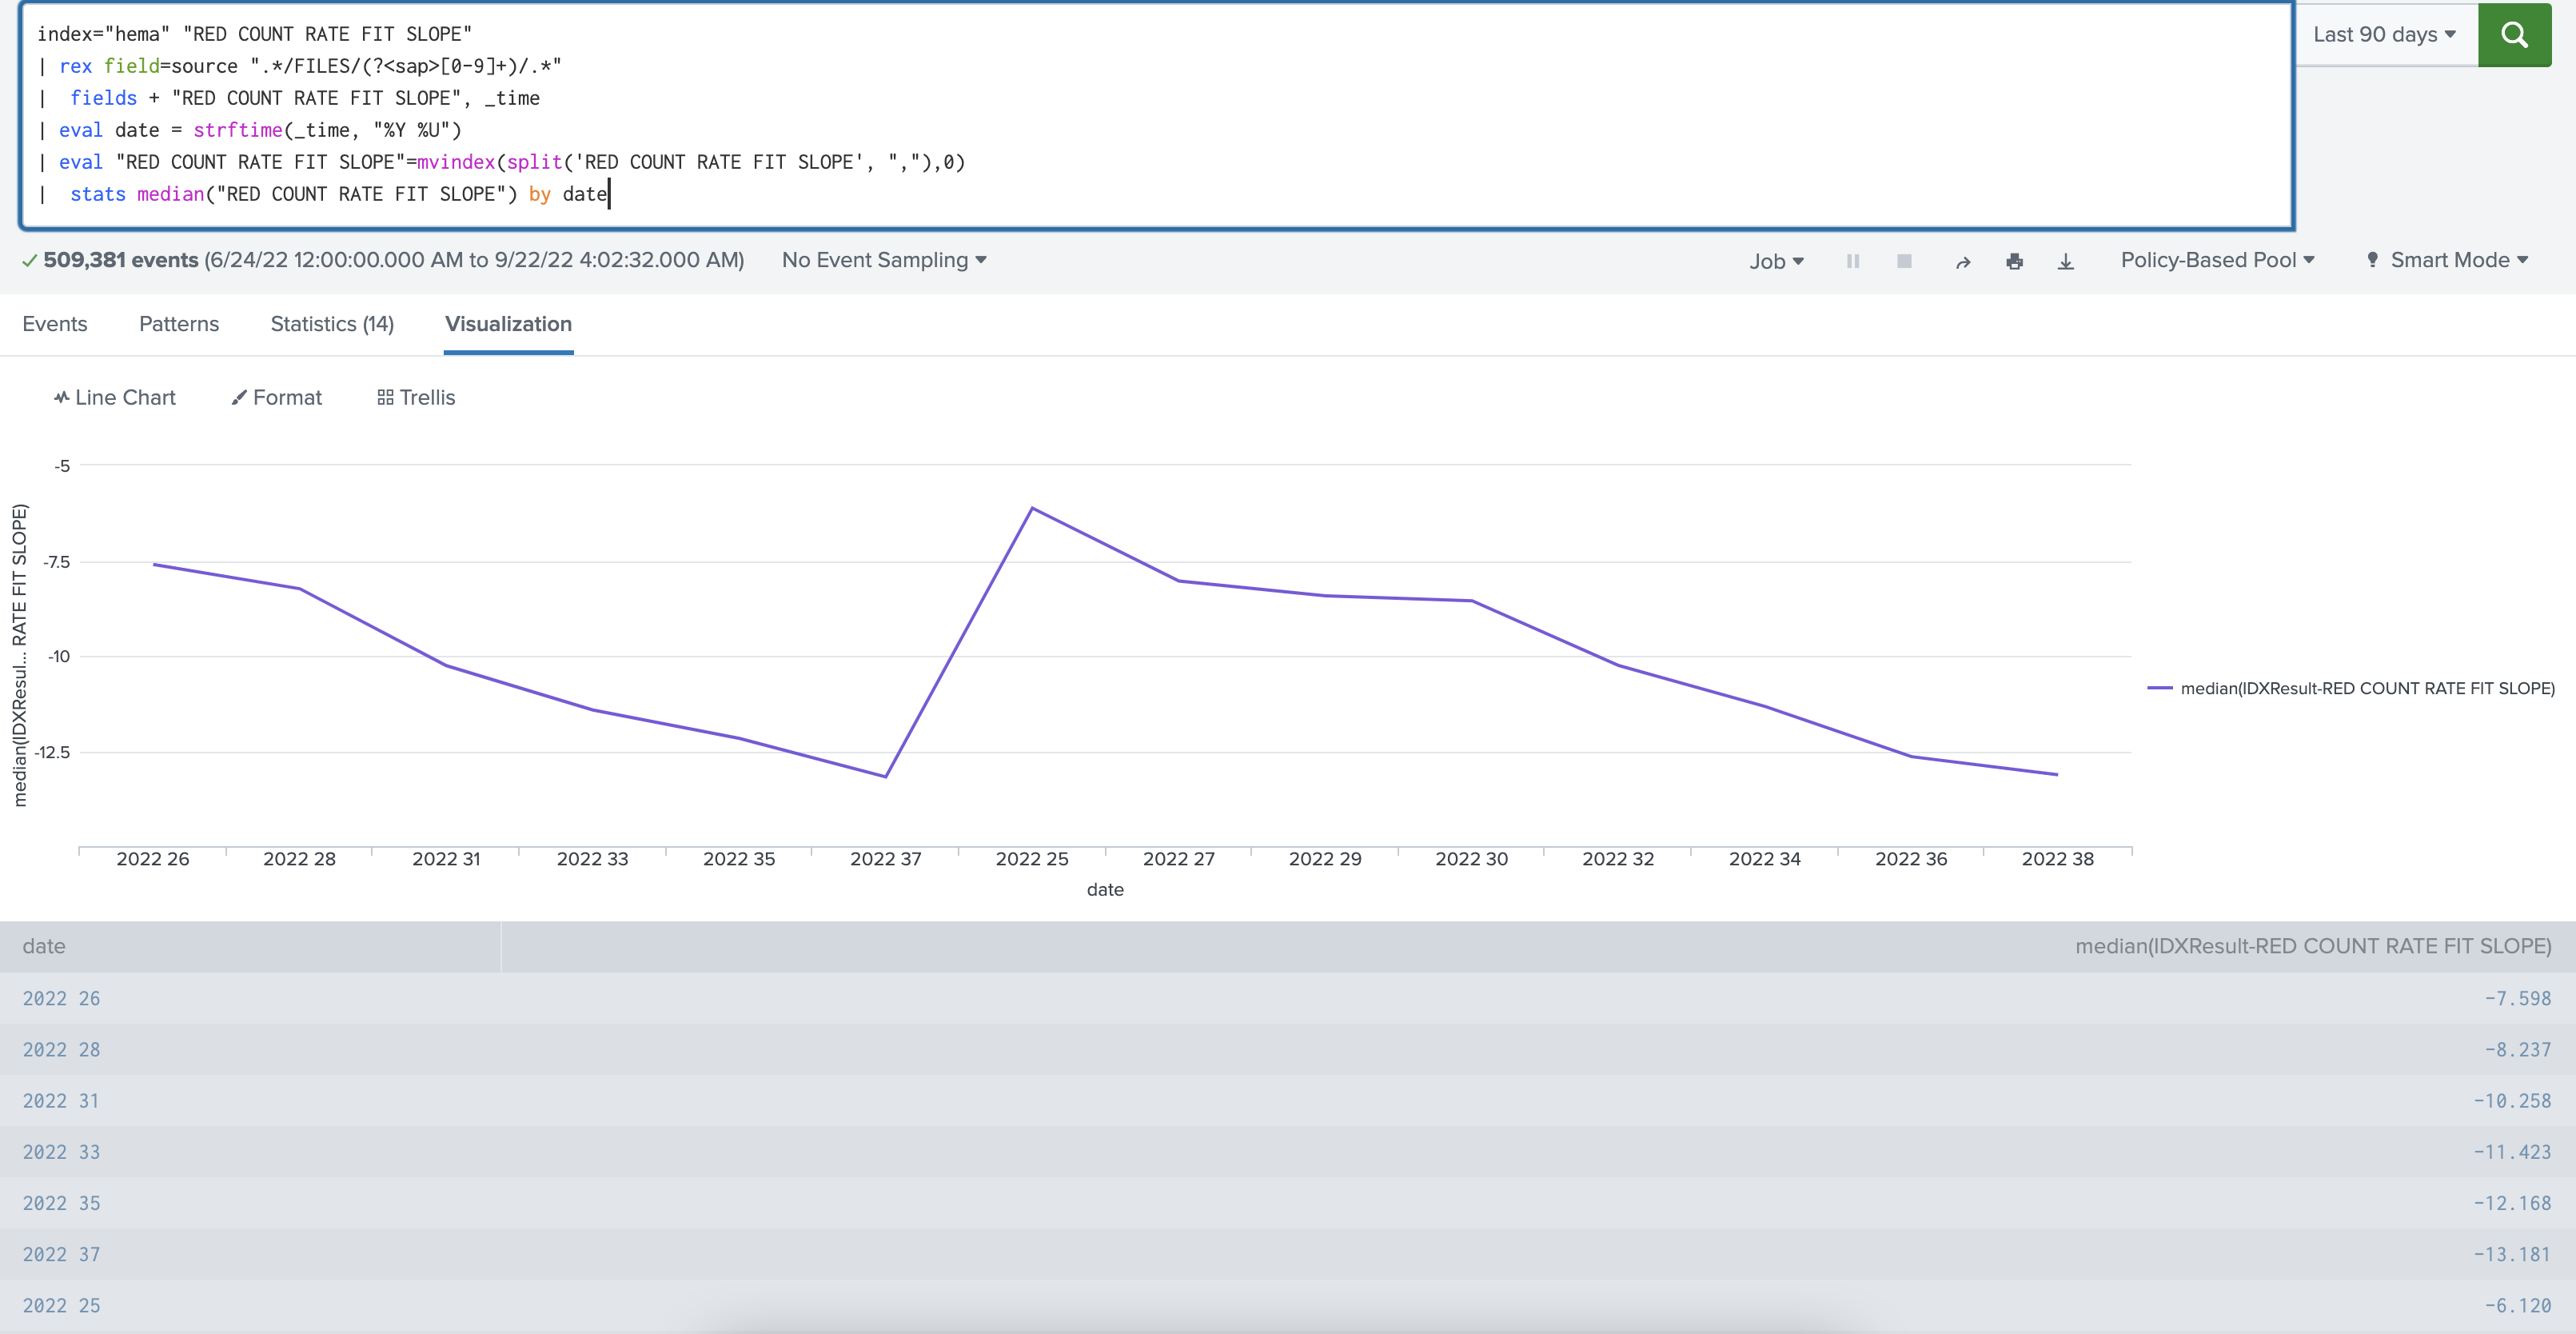 index="hema" "RED COUNT RATE FIT SLOPE"
| rex field=source ".*/FILES/(?<sap>[0-9]+)/.*"
|  fields + "RED COUNT RATE FIT SLOPE", _time
| eval date = strftime(_time, "%Y %U")
| eval "RED COUNT RATE FIT SLOPE"=mvindex(split('RED COUNT RATE FIT SLOPE', ","),0)
|  stats median("RED COUNT RATE FIT SLOPE") by date
Last 90 days
509,381 events (6/24/22 12:00:00.000 AM to 9/22/22 4:02:32.000 AM)
No Event Sampling
Job
Policy-Based Pool
Smart Mode
Events
Patterns
Statistics (14)
Visualization
Line Chart
Format
Trellis
median(IDXResul... RATE FIT SLOPE)
-5
-7.5
-10
-12.5
2022 26
2022 28
2022 31
2022 33
2022 35
2022 37
2022 25
2022 27
2022 29
2022 30
2022 32
2022 34
2022 36
2022 38
date
median(IDXResult-RED COUNT RATE FIT SLOPE)
date median(IDXResult-RED COUNT RATE FIT SLOPE)
2022 26 -7.598
2022 28 -8.237
2022 31 -10.258
2022 33 -11.423
2022 35 -12.168
2022 37 -13.181
2022 25 -6.120